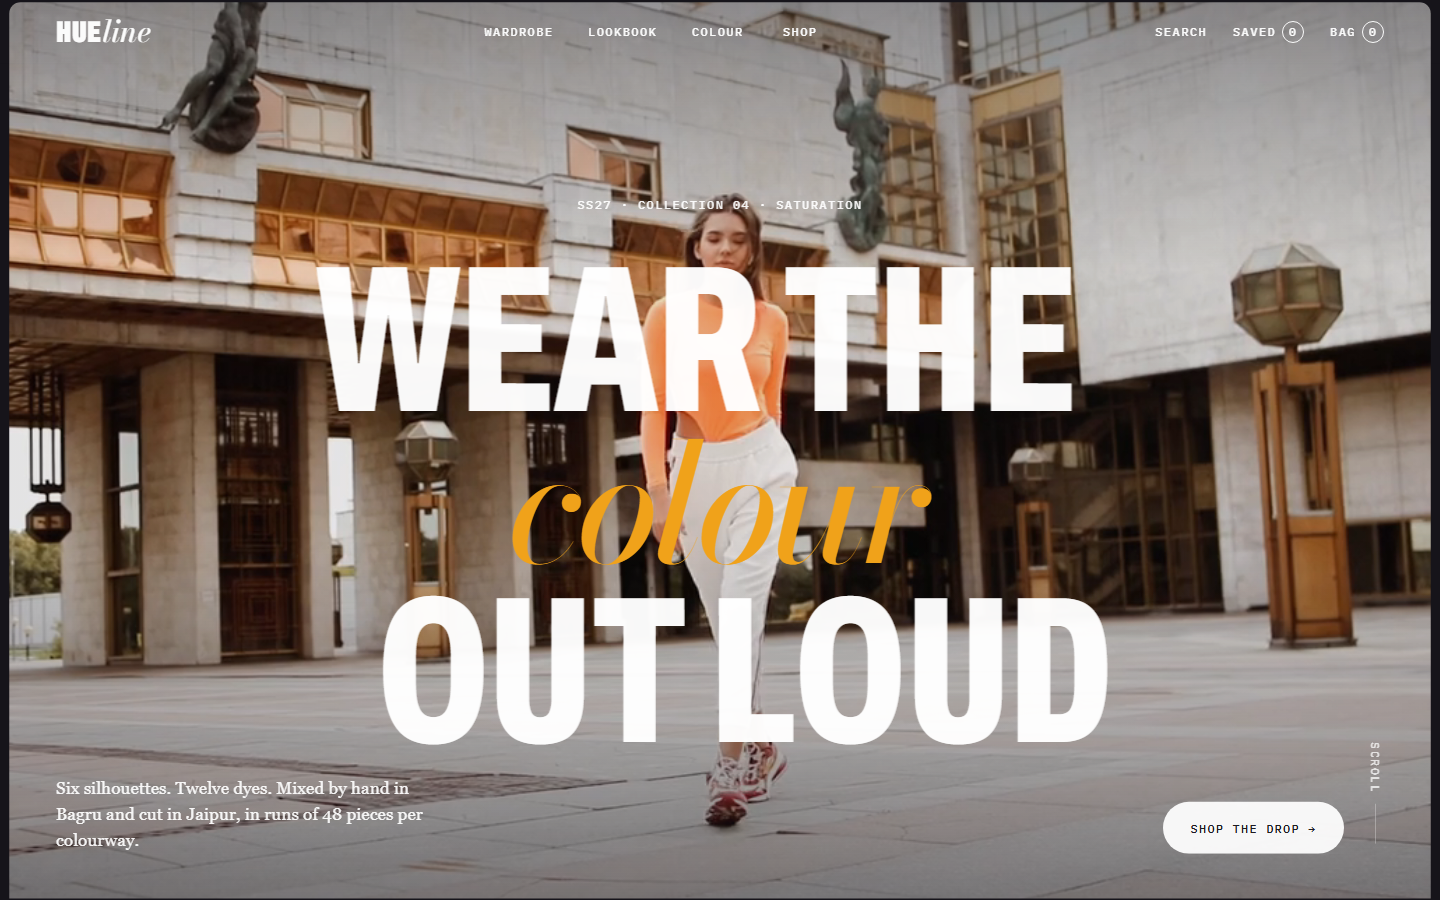 HUEline
WARDROBE LOOKBOOK COLOUR SHOP
SEARCH SAVED 0 BAG 0
SS27 · COLLECTION 04 · SATURATION
WEAR THE
colour
OUT LOUD
Six silhouettes. Twelve dyes. Mixed by hand in
Bagru and cut in Jaipur, in runs of 48 pieces per
colourway.
SCROLL
SHOP THE DROP →